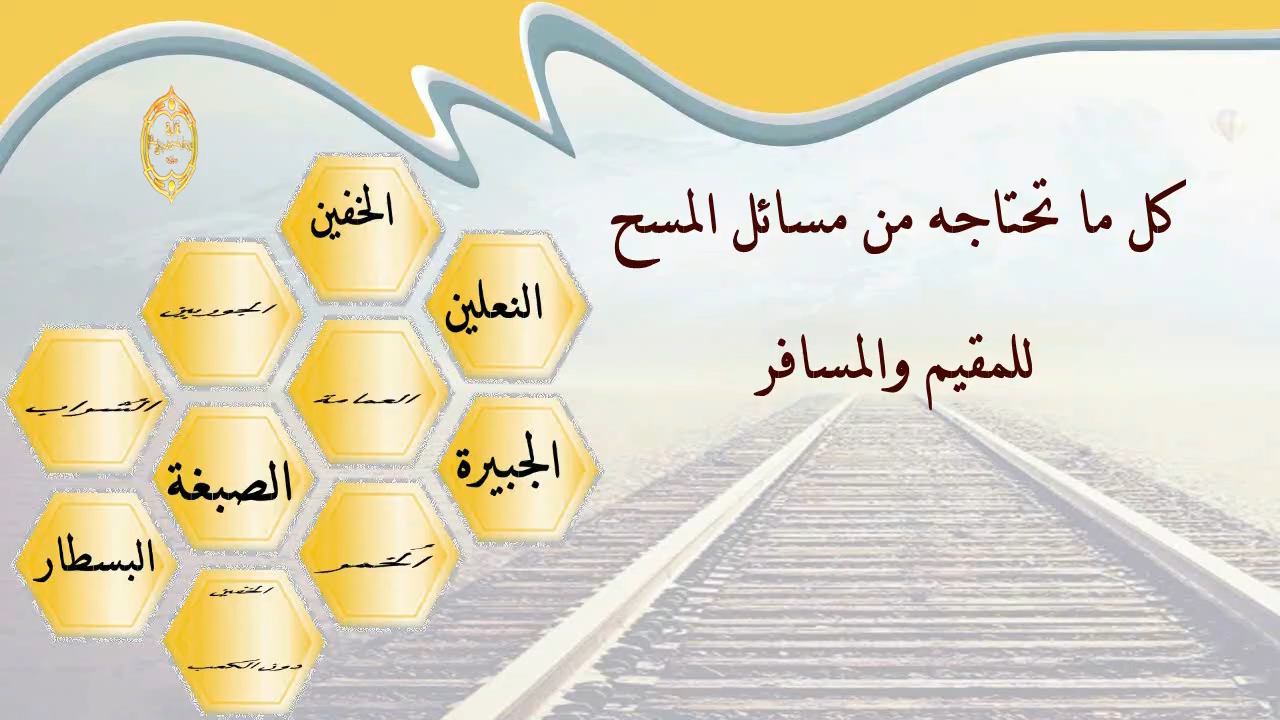 كل ما تحتاجه من مسائل المسح
للمقيم والمسافر
الخفين
النعلين
الجوربين
العمامة
الشراب
الجبيرة
الصبغة
الخمر
البسطار
الخفين
دون الكعب